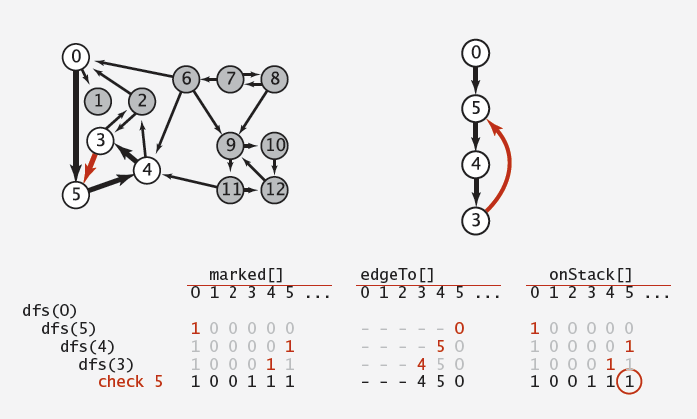 0
6 7 8
1 2
3
9 10
4
5
11 12
0
5
4
3
marked[] edgeTo[] onStack[]
0 1 2 3 4 5 ... 0 1 2 3 4 5 ... 0 1 2 3 4 5 ...
dfs(0)
dfs(5) 1 0 0 0 0 0 - - - - - 0 1 0 0 0 0 0
dfs(4) 1 0 0 0 0 1 - - - - 5 0 1 0 0 0 0 1
dfs(3) 1 0 0 0 1 1 - - - 4 5 0 1 0 0 0 1 1
check 5 1 0 0 1 1 1 - - - 4 5 0 1 0 0 1 1 1